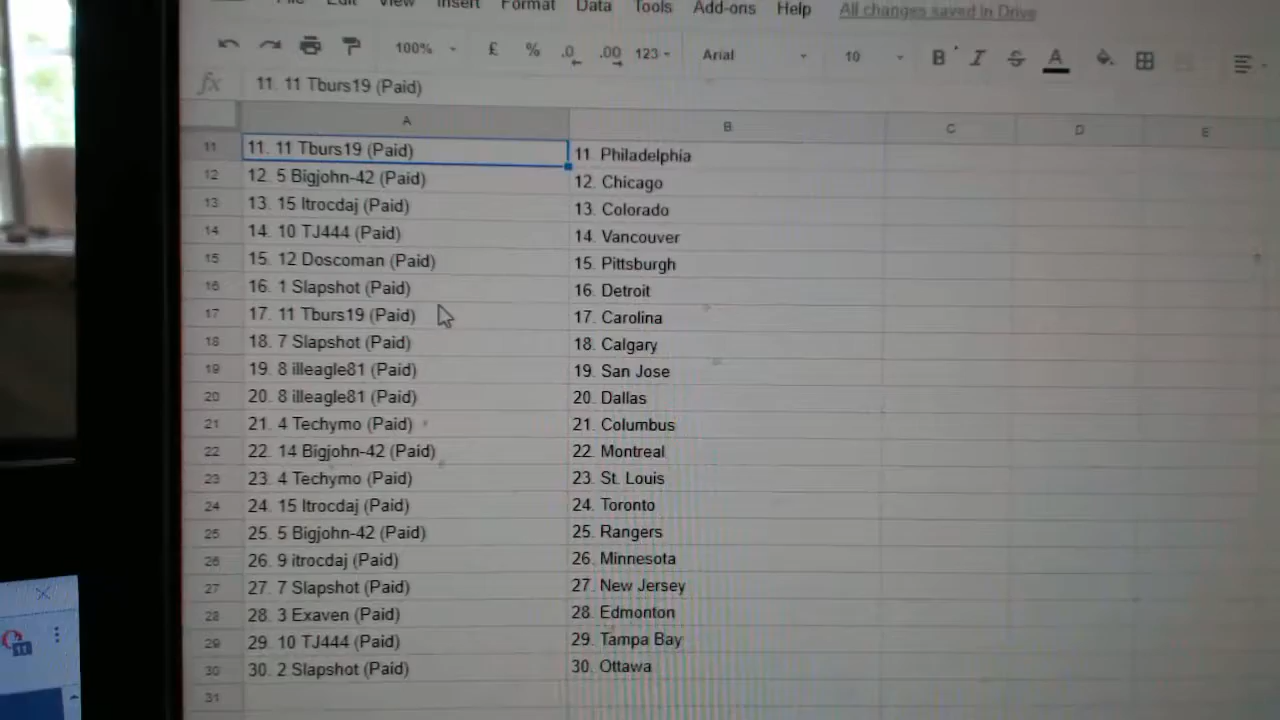 File Edit View Insert Format Data Tools Add-ons Help All changes saved in Drive
100% £ % .0 .00 123 Arial 10 B I S A
fx 11. 11 Tburs19 (Paid)
A B C D E
11 11. 11 Tburs19 (Paid) 11. Philadelphia
12 12. 5 Bigjohn-42 (Paid) 12. Chicago
13 13. 15 ltrocdaj (Paid) 13. Colorado
14 14. 10 TJ444 (Paid) 14. Vancouver
15 15. 12 Doscoman (Paid) 15. Pittsburgh
16 16. 1 Slapshot (Paid) 16. Detroit
17 17. 11 Tburs19 (Paid) 17. Carolina
18 18. 7 Slapshot (Paid) 18. Calgary
19 19. 8 illeagle81 (Paid) 19. San Jose
20 20. 8 illeagle81 (Paid) 20. Dallas
21 21. 4 Techymo (Paid) 21. Columbus
22 22. 14 Bigjohn-42 (Paid) 22. Montreal
23 23. 4 Techymo (Paid) 23. St. Louis
24 24. 15 ltrocdaj (Paid) 24. Toronto
25 25. 5 Bigjohn-42 (Paid) 25. Rangers
26 26. 9 itrocdaj (Paid) 26. Minnesota
27 27. 7 Slapshot (Paid) 27. New Jersey
28 28. 3 Exaven (Paid) 28. Edmonton
29 29. 10 TJ444 (Paid) 29. Tampa Bay
30 30. 2 Slapshot (Paid) 30. Ottawa
31